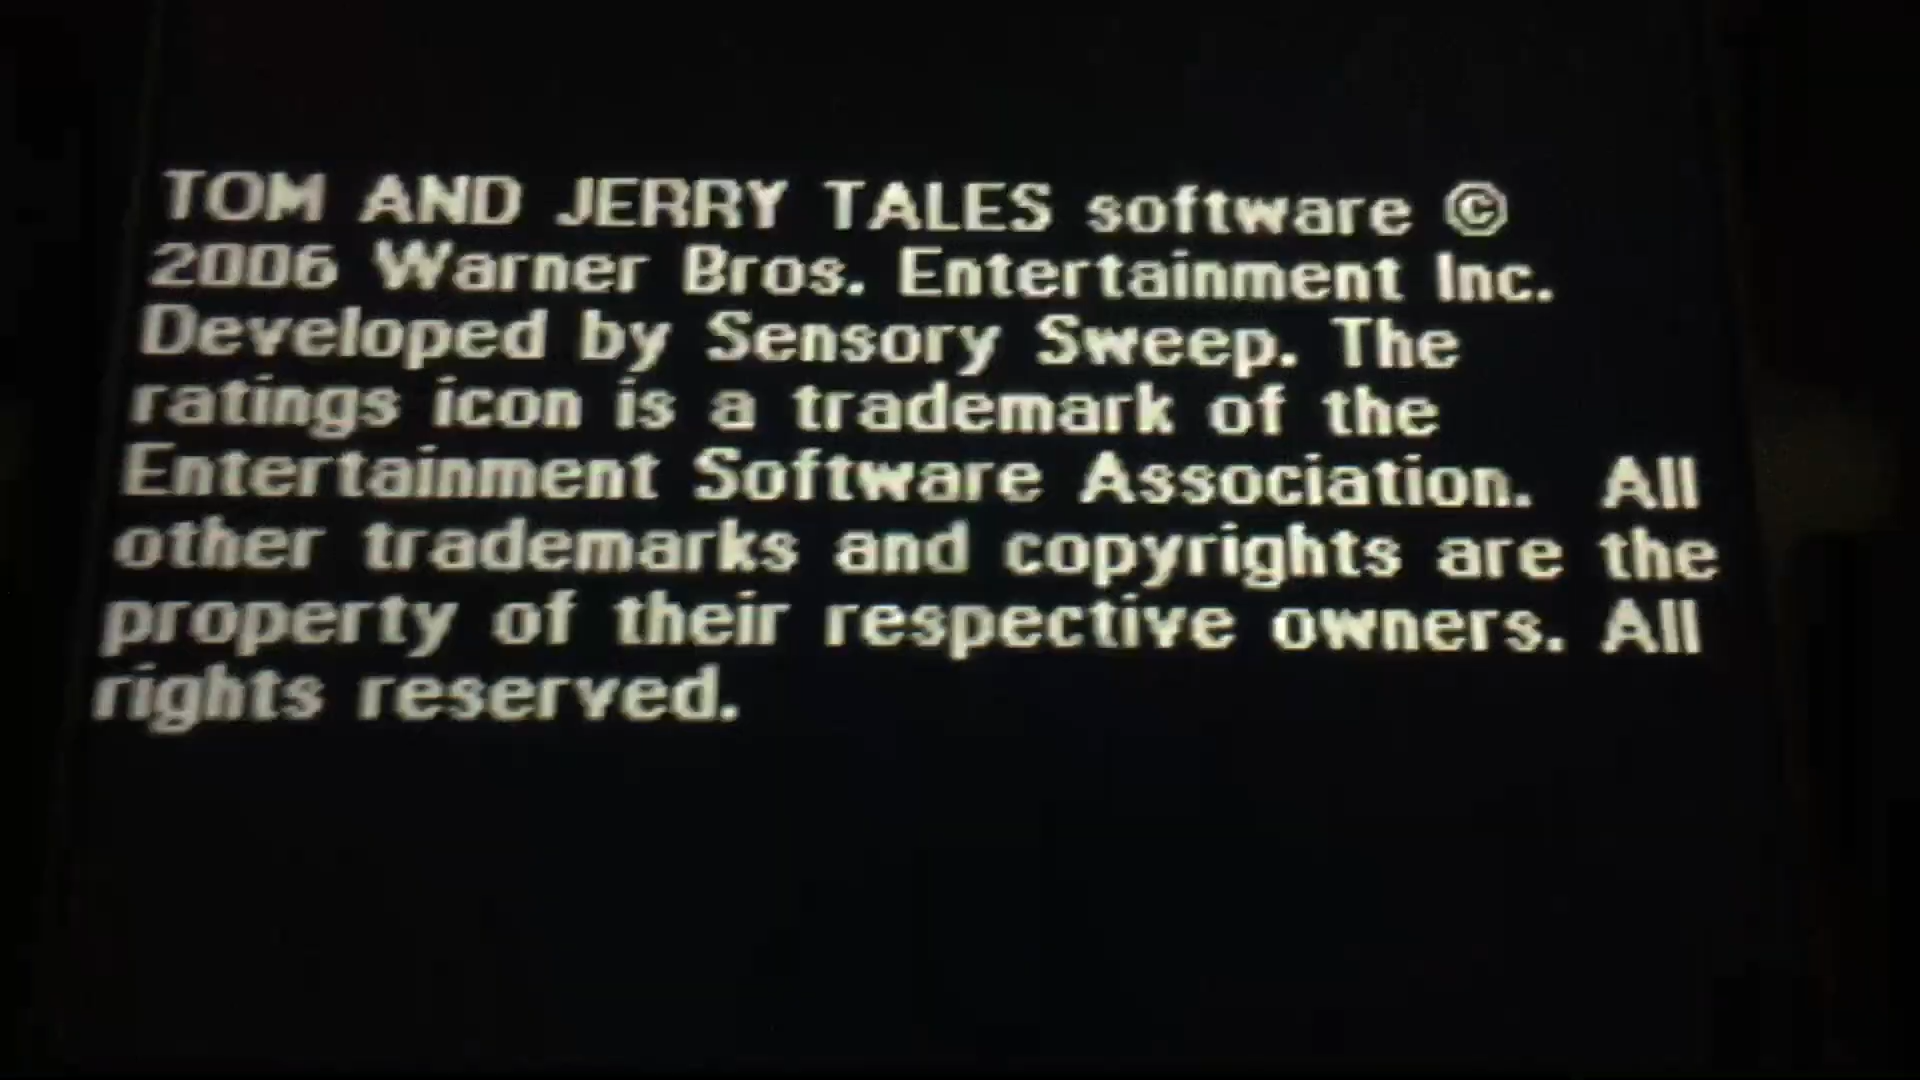 TOM AND JERRY TALES software ©
2006 Warner Bros. Entertainment Inc.
Developed by Sensory Sweep. The
ratings icon is a trademark of the
Entertainment Software Association. All
other trademarks and copyrights are the
property of their respective owners. All
rights reserved.